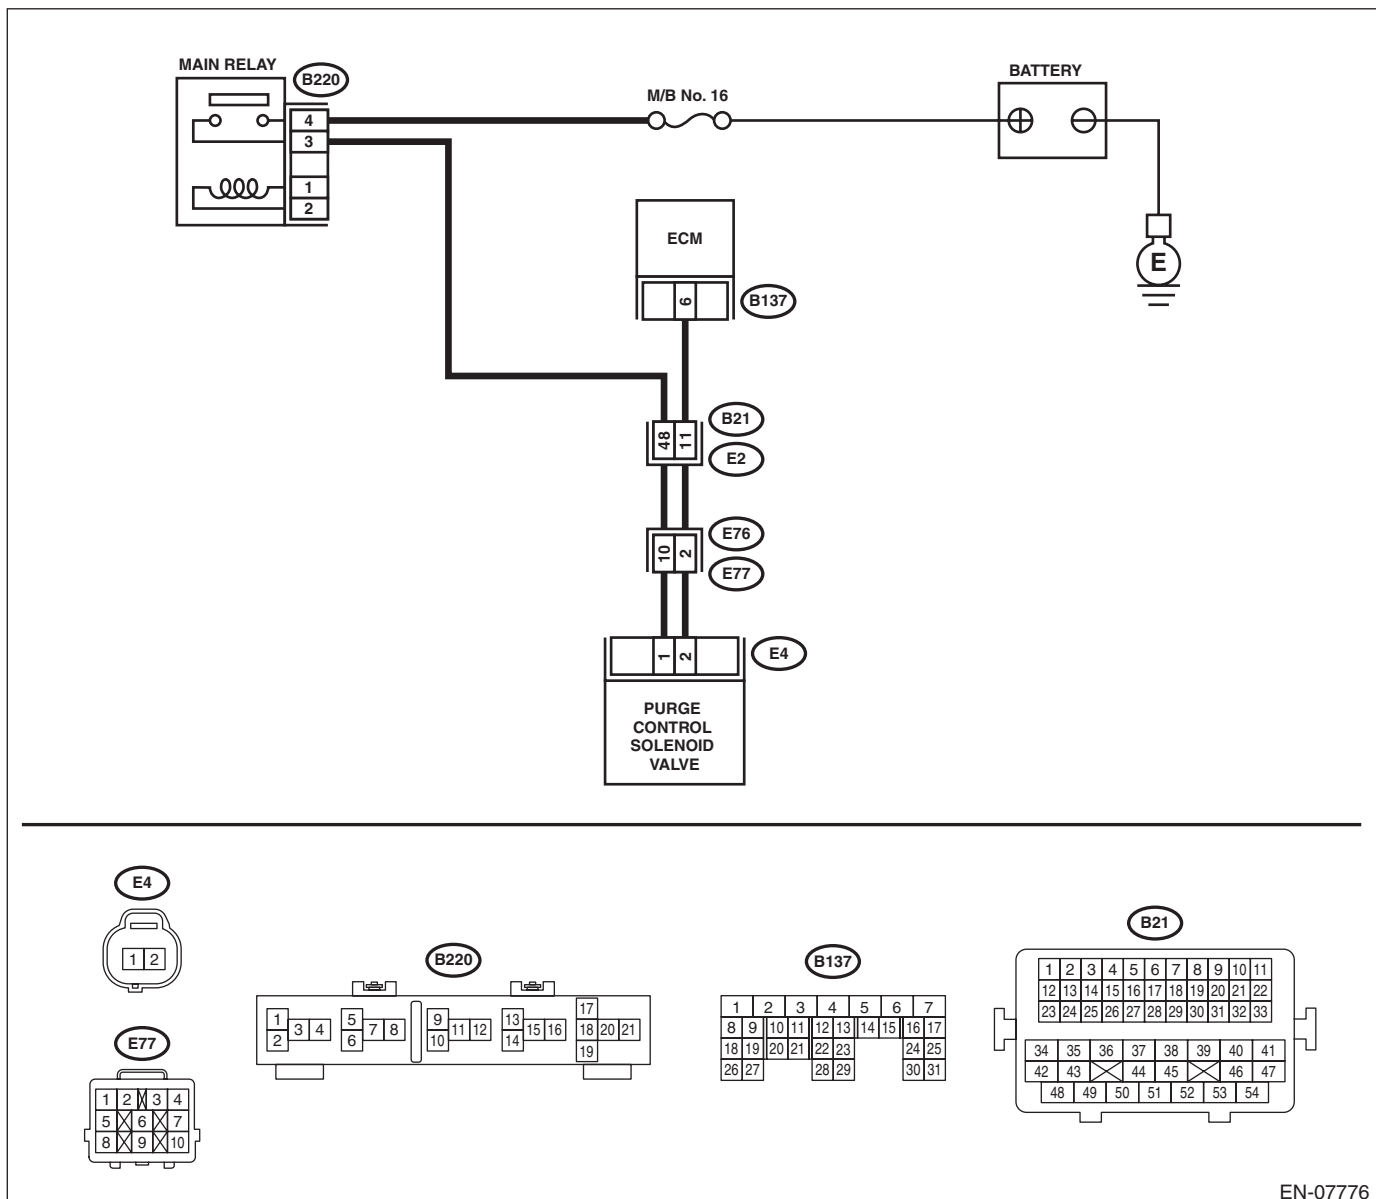 MAIN RELAY
B220
4
3
1
2
M/B No. 16
BATTERY
E
ECM
6
B137
48 11
B21
E2
E76
10 2
E77
1 2
E4
PURGE
CONTROL
SOLENOID
VALVE
E4
1 2
E77
1 2 3 4
5 6 7
8 9 10
B220
1 5 9 13 17
3 4 7 8 11 12 15 16 18 20 21
2 6 10 14 19
B137
1 2 3 4 5 6 7
8 9 10 11 12 13 14 15 16 17
18 19 20 21 22 23 24 25
26 27 28 29 30 31
B21
1 2 3 4 5 6 7 8 9 10 11
12 13 14 15 16 17 18 19 20 21 22
23 24 25 26 27 28 29 30 31 32 33
34 35 36 37 38 39 40 41
42 43 44 45 46 47
48 49 50 51 52 53 54
EN-07776